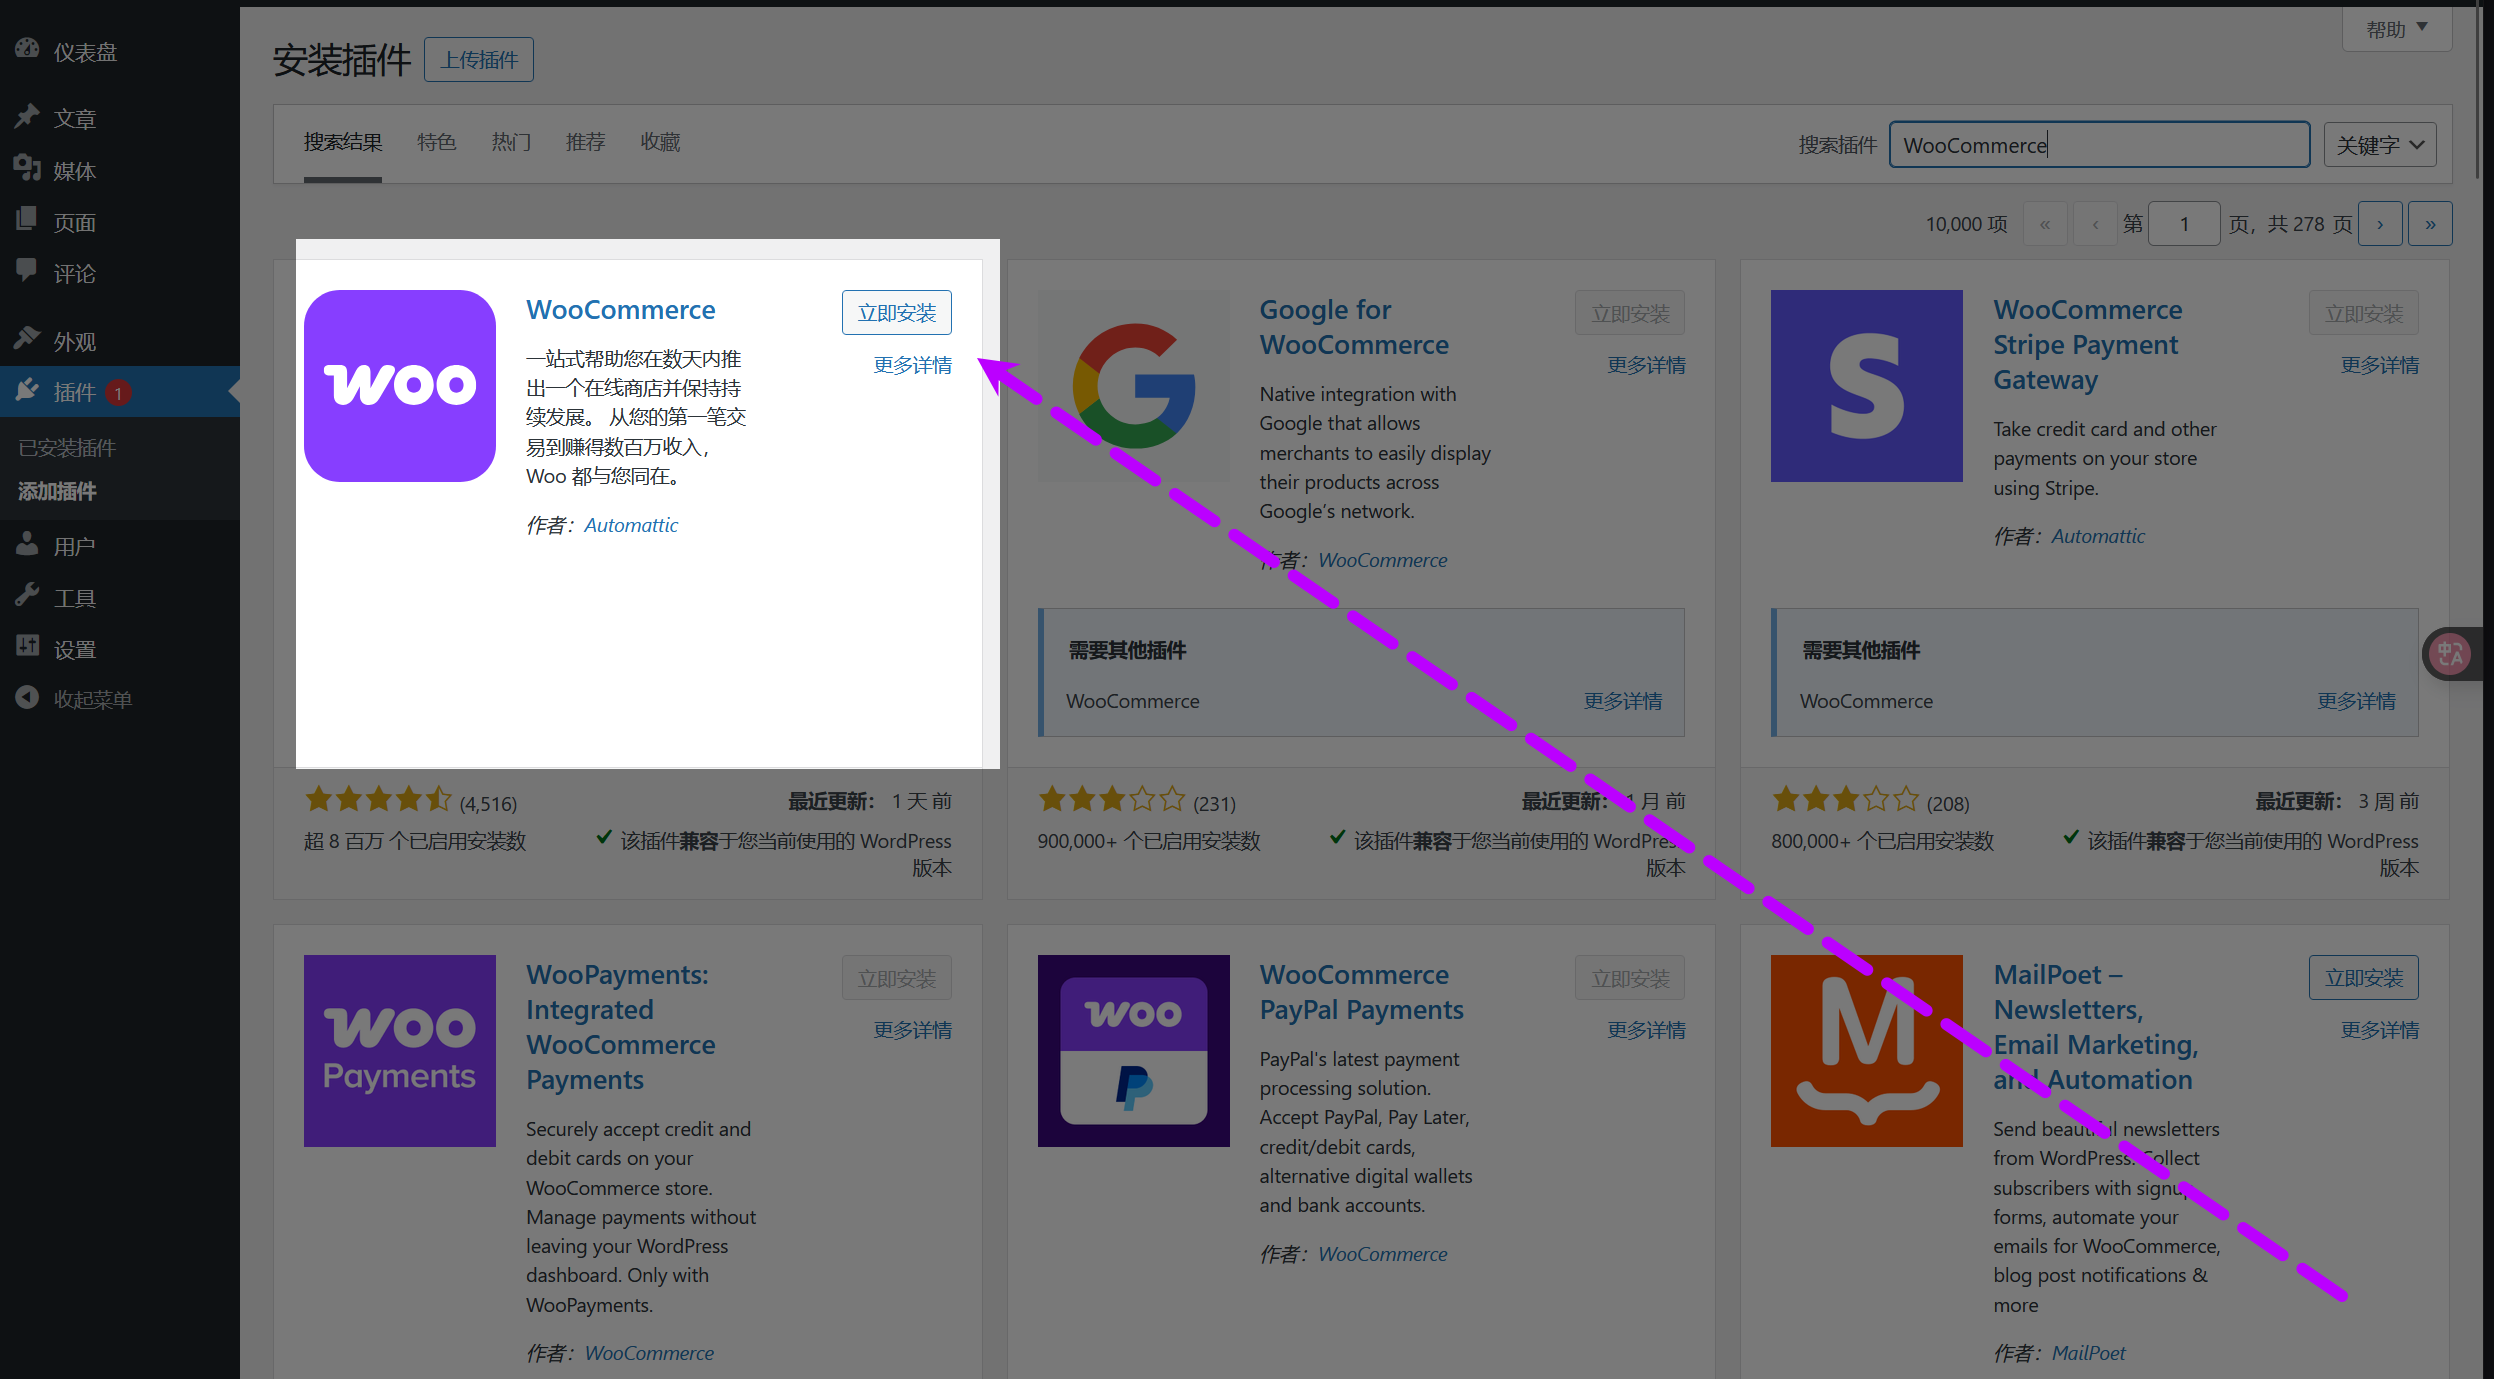 仪表盘
文章
媒体
页面
评论
外观
插件 1
已安装插件
添加插件
用户
工具
设置
收起菜单
安装插件 上传插件
帮助
搜索结果 特色 热门 推荐 收藏
搜索插件 WooCommerce 关键字
10,000 项 « ‹ 第 1 页，共 278 页 › »
woo
WooCommerce
立即安装
更多详情
一站式帮助您在数天内推
出一个在线商店并保持持
续发展。 从您的第一笔交
易到赚得数百万收入，
Woo 都与您同在。
作者：Automattic
(4,516)
最近更新： 1 天 前
超 8 百万 个已启用安装数
该插件兼容于您当前使用的 WordPress
版本
G
Google for
WooCommerce
立即安装
更多详情
Native integration with
Google that allows
merchants to easily display
their products across
Google’s network.
作者：WooCommerce
需要其他插件
WooCommerce 更多详情
(231)
最近更新： 1 月 前
900,000+ 个已启用安装数
该插件兼容于您当前使用的 WordPress
版本
S
WooCommerce
Stripe Payment
Gateway
立即安装
更多详情
Take credit card and other
payments on your store
using Stripe.
作者：Automattic
需要其他插件
WooCommerce 更多详情
(208)
最近更新： 3 周 前
800,000+ 个已启用安装数
该插件兼容于您当前使用的 WordPress
版本
中A
woo
Payments
WooPayments:
Integrated
WooCommerce
Payments
立即安装
更多详情
Securely accept credit and
debit cards on your
WooCommerce store.
Manage payments without
leaving your WordPress
dashboard. Only with
WooPayments.
作者：WooCommerce
woo
P
WooCommerce
PayPal Payments
立即安装
更多详情
PayPal's latest payment
processing solution.
Accept PayPal, Pay Later,
credit/debit cards,
alternative digital wallets
and bank accounts.
作者：WooCommerce
M
MailPoet –
Newsletters,
Email Marketing,
and Automation
立即安装
更多详情
Send beautiful newsletters
from WordPress. Collect
subscribers with signup
forms, automate your
emails for WooCommerce,
blog post notifications &
more
作者：MailPoet